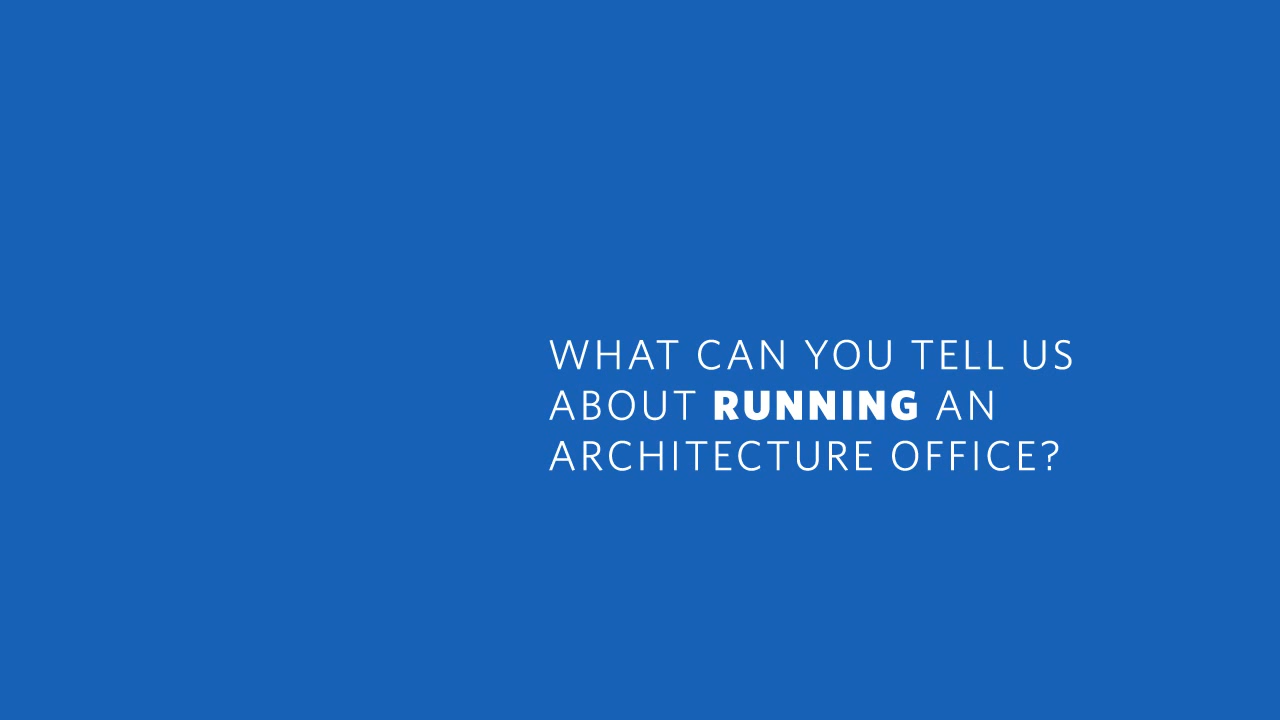 WHAT CAN YOU TELL US
ABOUT RUNNING AN
ARCHITECTURE OFFICE?